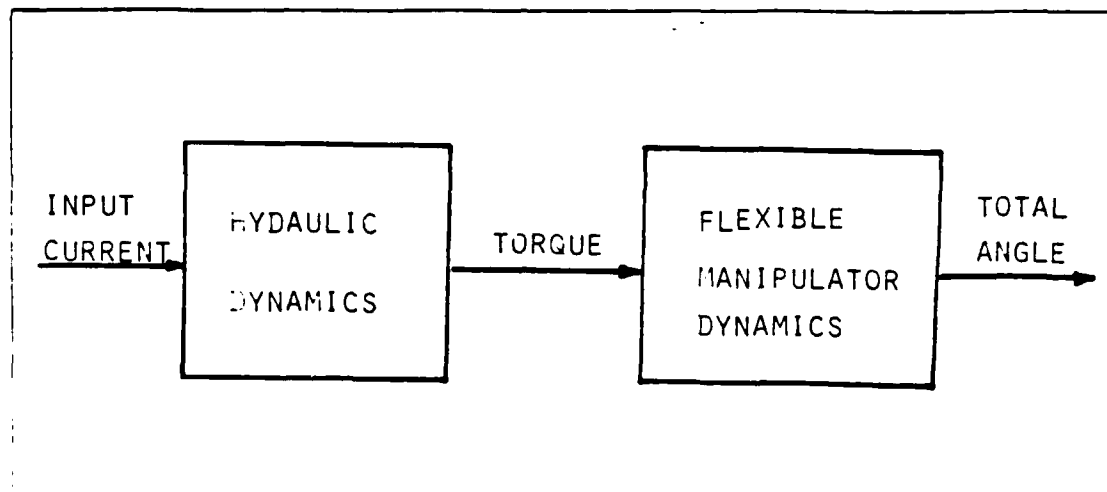 INPUT
CURRENT
HYDAULIC
DYNAMICS
TORQUE
FLEXIBLE
MANIPULATOR
DYNAMICS
TOTAL
ANGLE